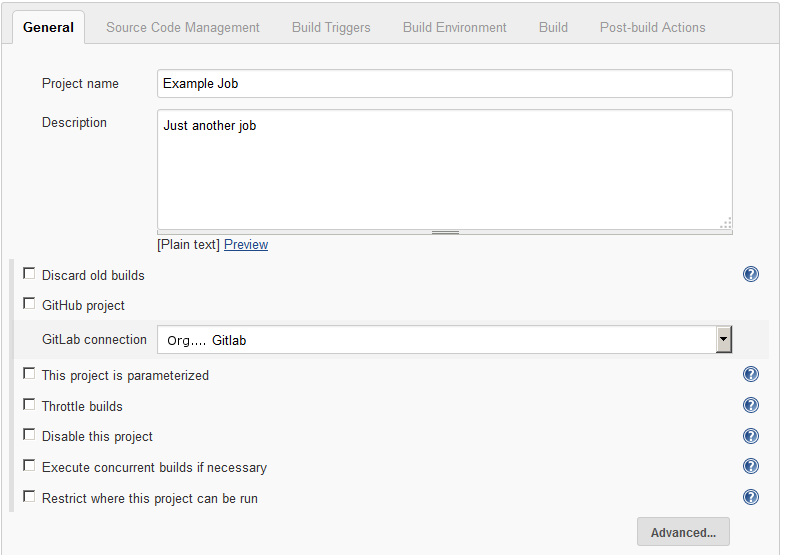 General Source Code Management Build Triggers Build Environment Build Post-build Actions
Project name Example Job
Description Just another job
[Plain text] Preview
Discard old builds ?
GitHub project
GitLab connection Org.... Gitlab
This project is parameterized ?
Throttle builds ?
Disable this project ?
Execute concurrent builds if necessary ?
Restrict where this project can be run ?
Advanced...